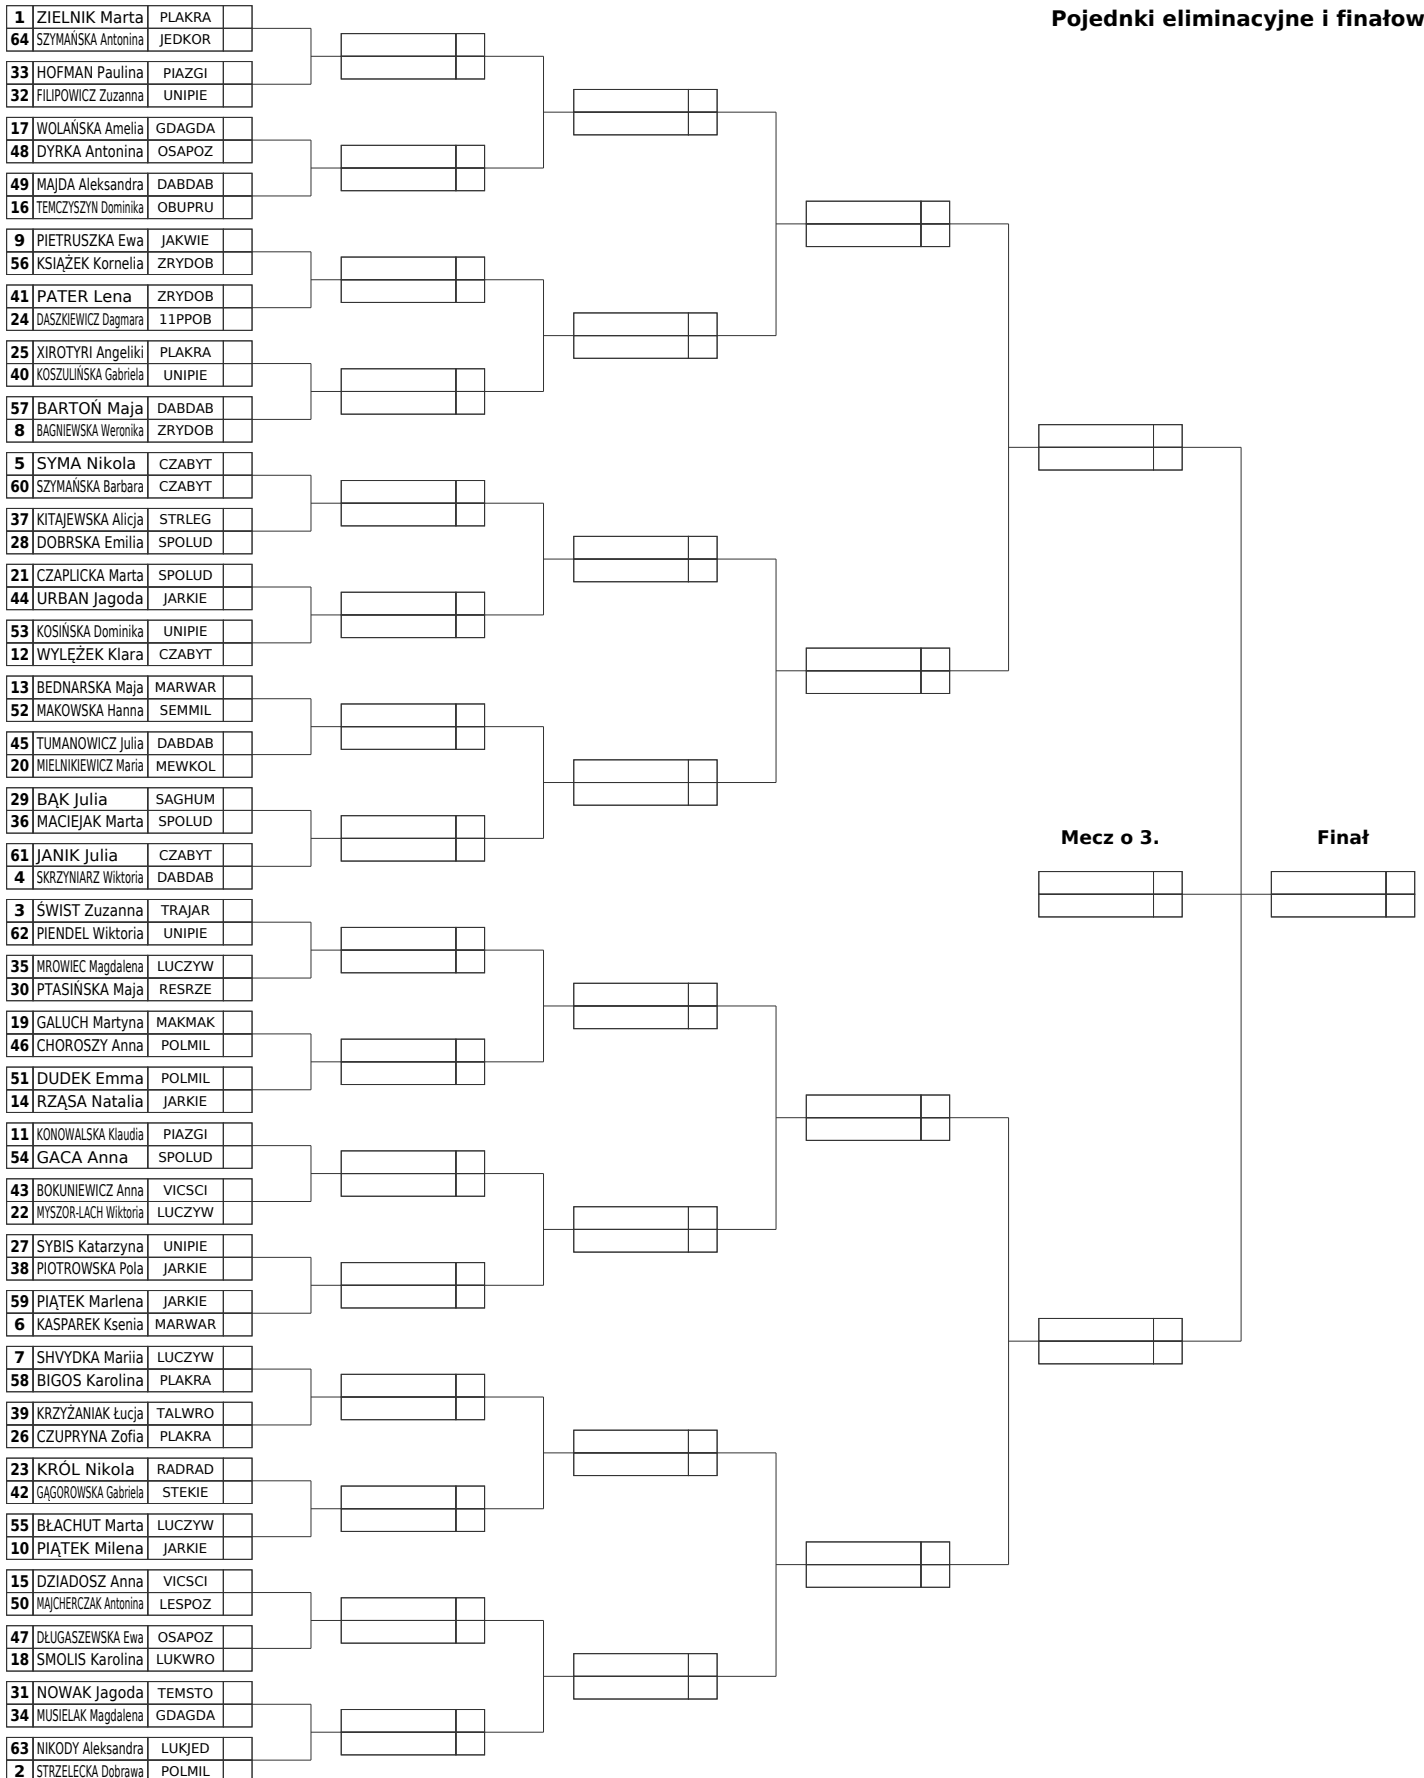 Pojednki eliminacyjne i finałow
1 ZIELNIK Marta PLAKRA
64 SZYMAŃSKA Antonina JEDKOR
33 HOFMAN Paulina PIAZGI
32 FILIPOWICZ Zuzanna UNIPIE
17 WOLAŃSKA Amelia GDAGDA
48 DYRKA Antonina OSAPOZ
49 MAJDA Aleksandra DABDAB
16 TEMCZYSZYN Dominika OBUPRU
9 PIETRUSZKA Ewa JAKWIE
56 KSIĄŻEK Kornelia ZRYDOB
41 PATER Lena ZRYDOB
24 DASZKIEWICZ Dagmara 11PPOB
25 XIROTYRI Angeliki PLAKRA
40 KOSZULIŃSKA Gabriela UNIPIE
57 BARTOŃ Maja DABDAB
8 BAGNIEWSKA Weronika ZRYDOB
5 SYMA Nikola CZABYT
60 SZYMAŃSKA Barbara CZABYT
37 KITAJEWSKA Alicja STRLEG
28 DOBRSKA Emilia SPOLUD
21 CZAPLICKA Marta SPOLUD
44 URBAN Jagoda JARKIE
53 KOSIŃSKA Dominika UNIPIE
12 WYLĘŻEK Klara CZABYT
13 BEDNARSKA Maja MARWAR
52 MAKOWSKA Hanna SEMMIL
45 TUMANOWICZ Julia DABDAB
20 MIELNIKIEWICZ Maria MEWKOL
29 BĄK Julia SAGHUM
36 MACIEJAK Marta SPOLUD
61 JANIK Julia CZABYT
4 SKRZYNIARZ Wiktoria DABDAB
Mecz o 3. Finał
3 ŚWIST Zuzanna TRAJAR
62 PIENDEL Wiktoria UNIPIE
35 MROWIEC Magdalena LUCZYW
30 PTASIŃSKA Maja RESRZE
19 GALUCH Martyna MAKMAK
46 CHOROSZY Anna POLMIL
51 DUDEK Emma POLMIL
14 RZĄSA Natalia JARKIE
11 KONOWALSKA Klaudia PIAZGI
54 GACA Anna SPOLUD
43 BOKUNIEWICZ Anna VICSCI
22 MYSZOR-LACH Wiktoria LUCZYW
27 SYBIS Katarzyna UNIPIE
38 PIOTROWSKA Pola JARKIE
59 PIĄTEK Marlena JARKIE
6 KASPAREK Ksenia MARWAR
7 SHVYDKA Mariia LUCZYW
58 BIGOS Karolina PLAKRA
39 KRZYŻANIAK Łucja TALWRO
26 CZUPRYNA Zofia PLAKRA
23 KRÓL Nikola RADRAD
42 GĄGOROWSKA Gabriela STEKIE
55 BŁACHUT Marta LUCZYW
10 PIĄTEK Milena JARKIE
15 DZIADOSZ Anna VICSCI
50 MAJCHERCZAK Antonina LESPOZ
47 DŁUGASZEWSKA Ewa OSAPOZ
18 SMOLIS Karolina LUKWRO
31 NOWAK Jagoda TEMSTO
34 MUSIELAK Magdalena GDAGDA
63 NIKODY Aleksandra LUKJED
2 STRZELECKA Dobrawa POLMIL